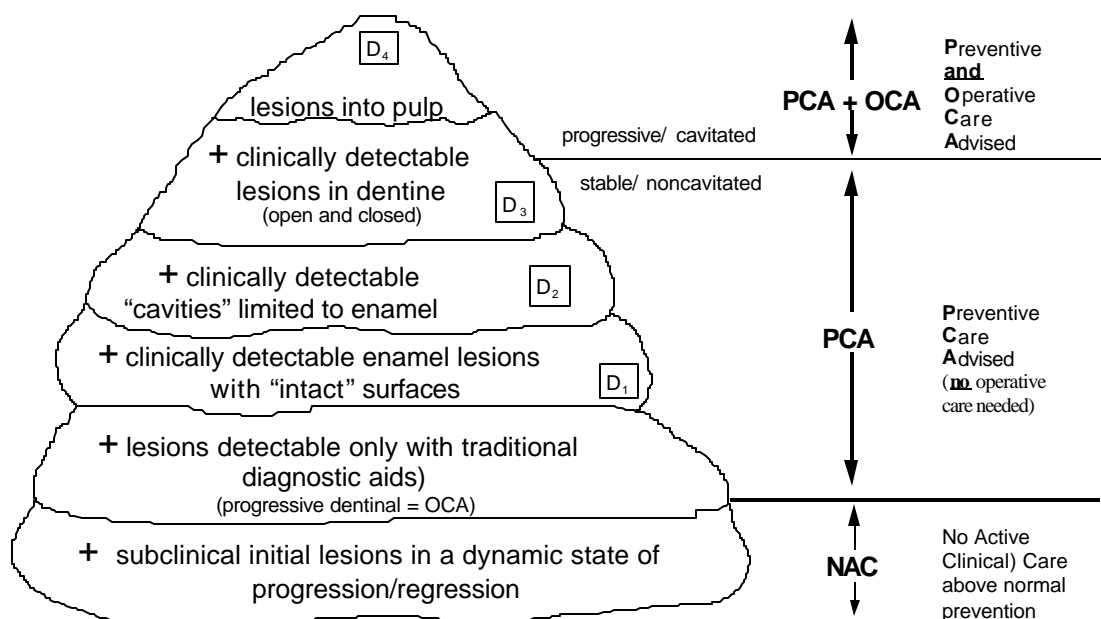 D4
lesions into pulp
+ clinically detectable
lesions in dentine
(open and closed)
D3
+ clinically detectable
“cavities” limited to enamel
D2
+ clinically detectable enamel lesions
with “intact” surfaces
D1
+ lesions detectable only with traditional
diagnostic aids)
(progressive dentinal = OCA)
+ subclinical initial lesions in a dynamic state of
progression/regression
progressive/ cavitated
stable/ noncavitated
PCA + OCA
Preventive
and
Operative
Care
Advised
PCA
Preventive
Care
Advised
(no operative
care needed)
NAC
No Active
Clinical) Care
above normal
prevention